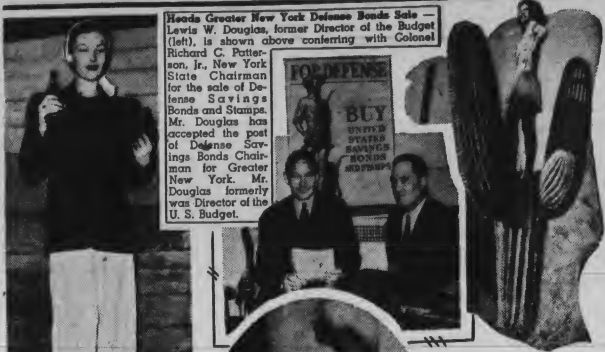 Heads Greater New York Defense Bonds Sale —
Lewis W. Douglas, former Director of the Budget
(left), is shown above conferring with Colonel
Richard C. Patter-
son, Jr., New York
State Chairman
for the sale of De-
fense Savings
Bonds and Stamps.
Mr. Douglas has
accepted the post
of Defense Sav-
ings Bonds Chair-
man for Greater
New York. Mr.
Douglas formerly
was Director of the
U. S. Budget.
FOR DEFENSE
BUY
UNITED
STATES
SAVINGS
BONDS
AND STAMPS